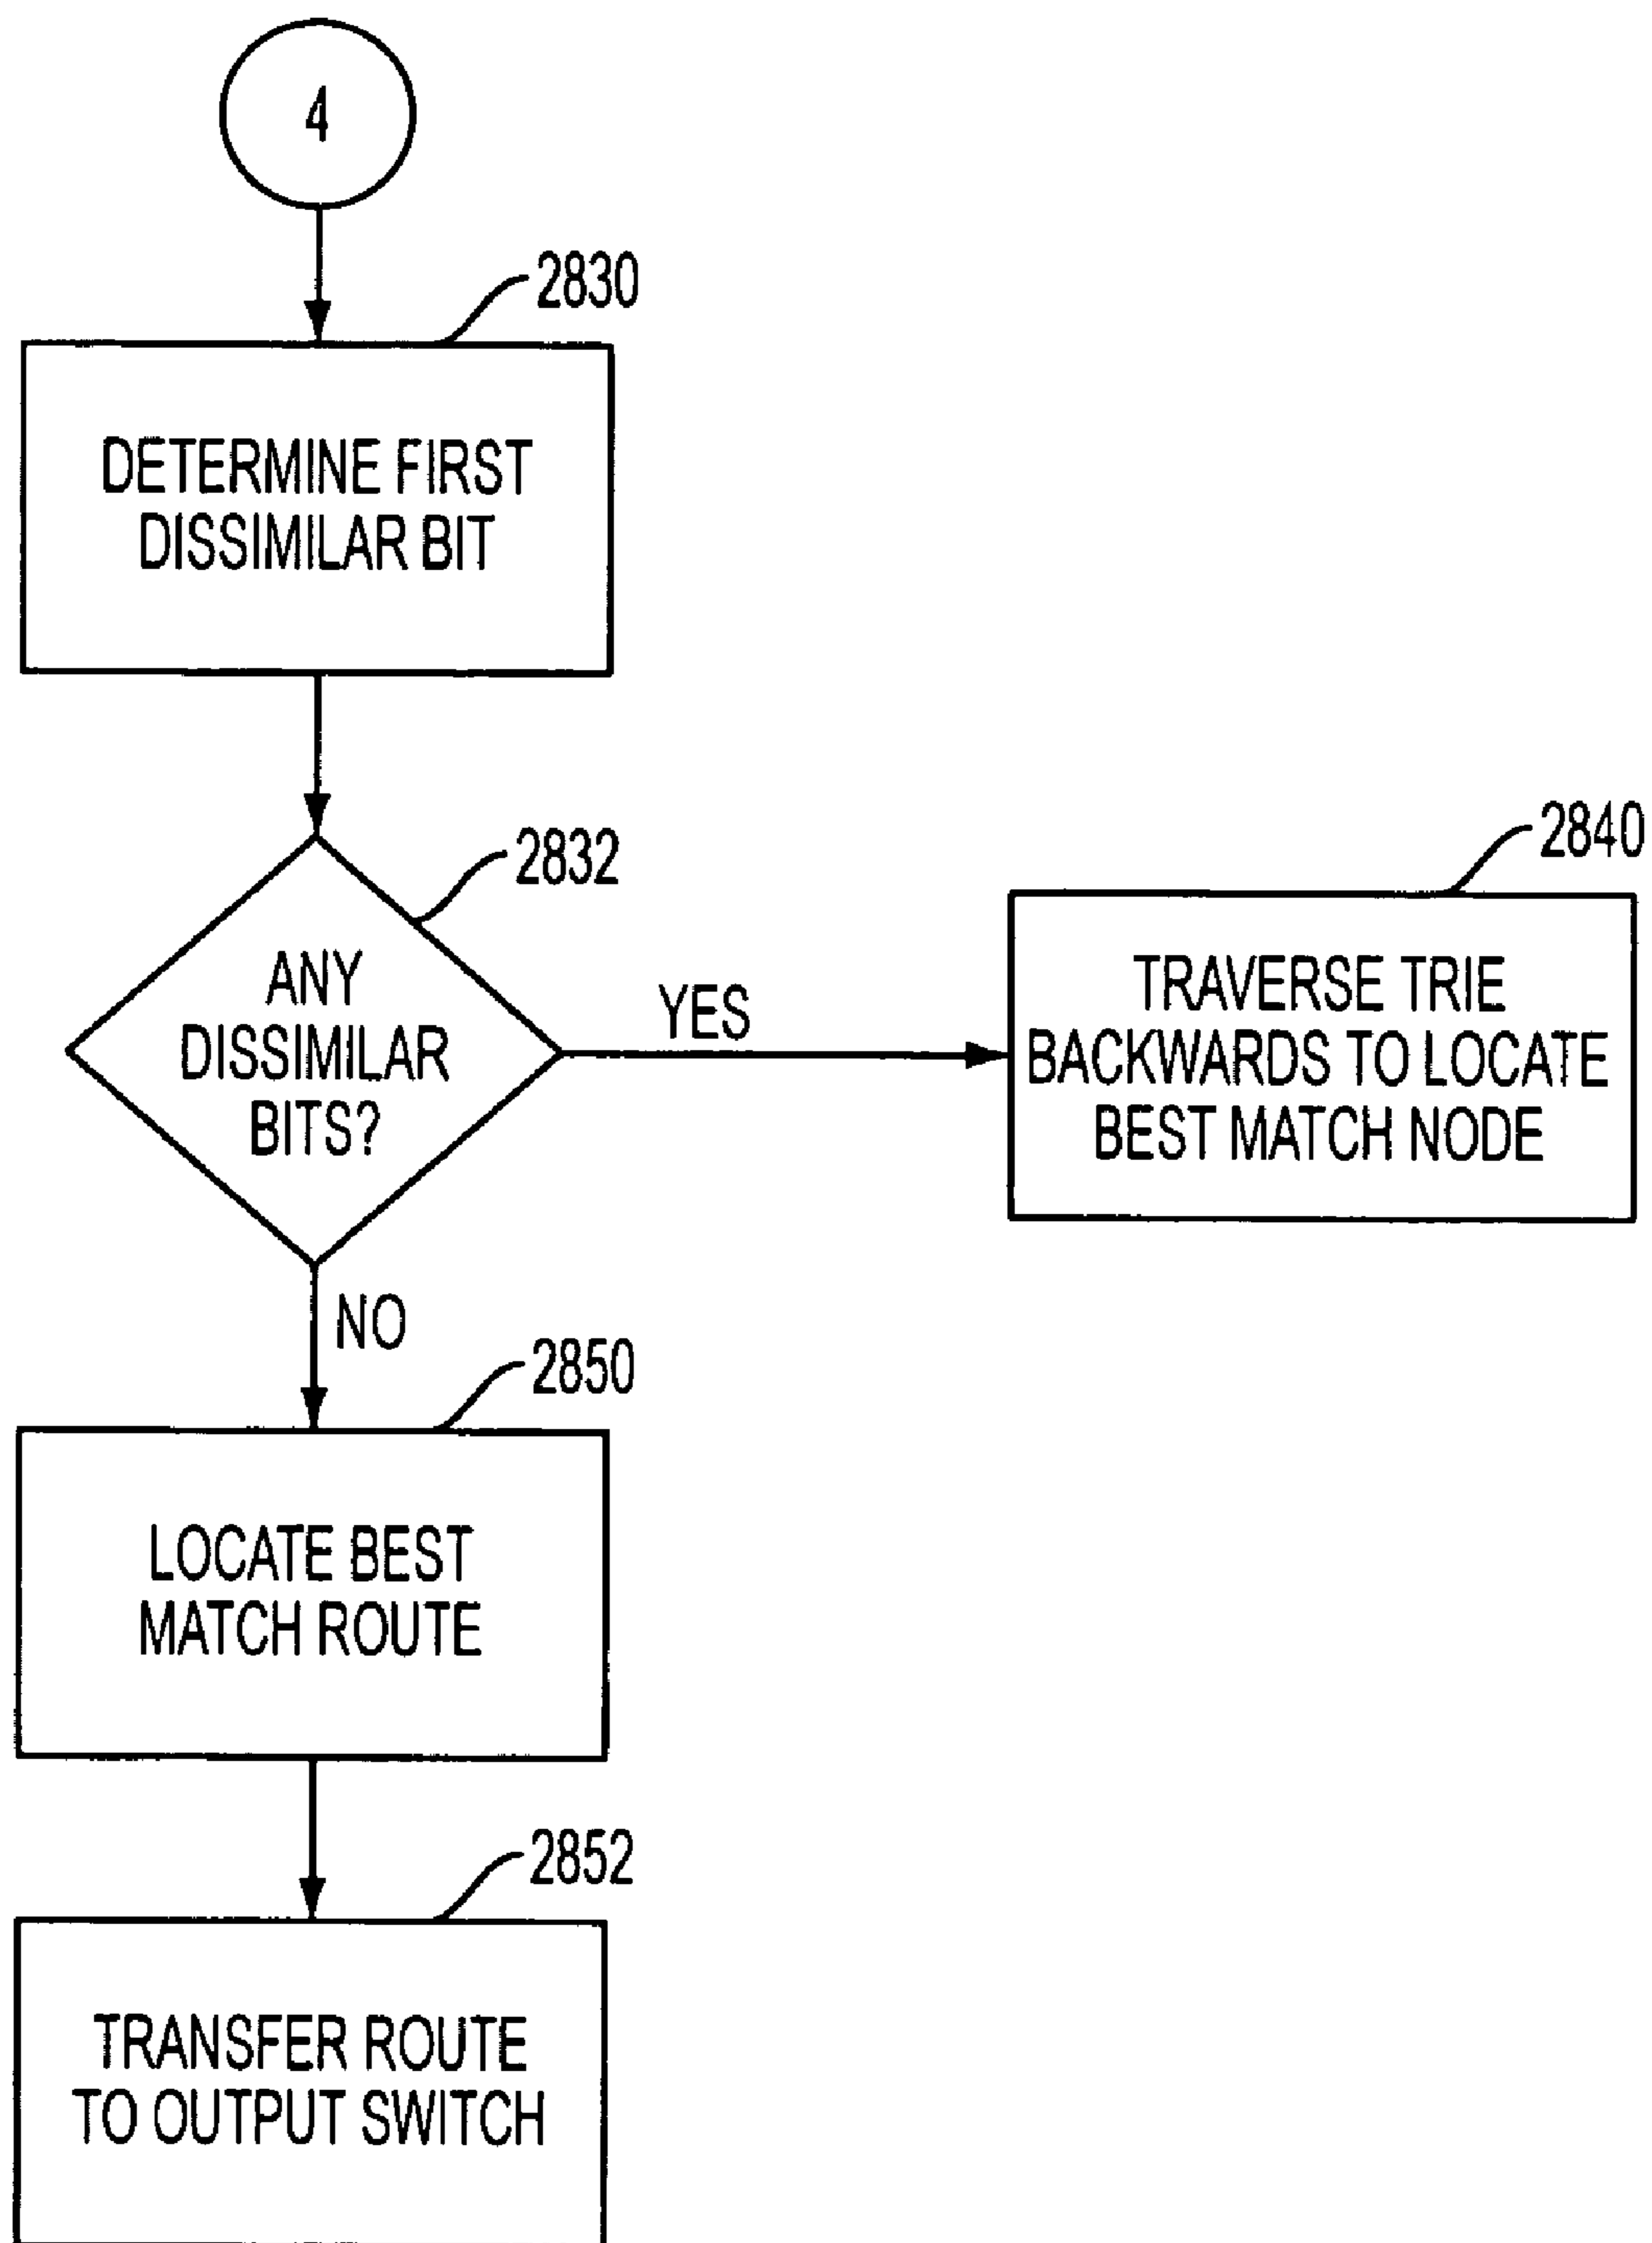 4
2830
DETERMINE FIRST
DISSIMILAR BIT
2832
ANY
DISSIMILAR
BITS?
YES
2840
TRAVERSE TRIE
BACKWARDS TO LOCATE
BEST MATCH NODE
NO
2850
LOCATE BEST
MATCH ROUTE
2852
TRANSFER ROUTE
TO OUTPUT SWITCH